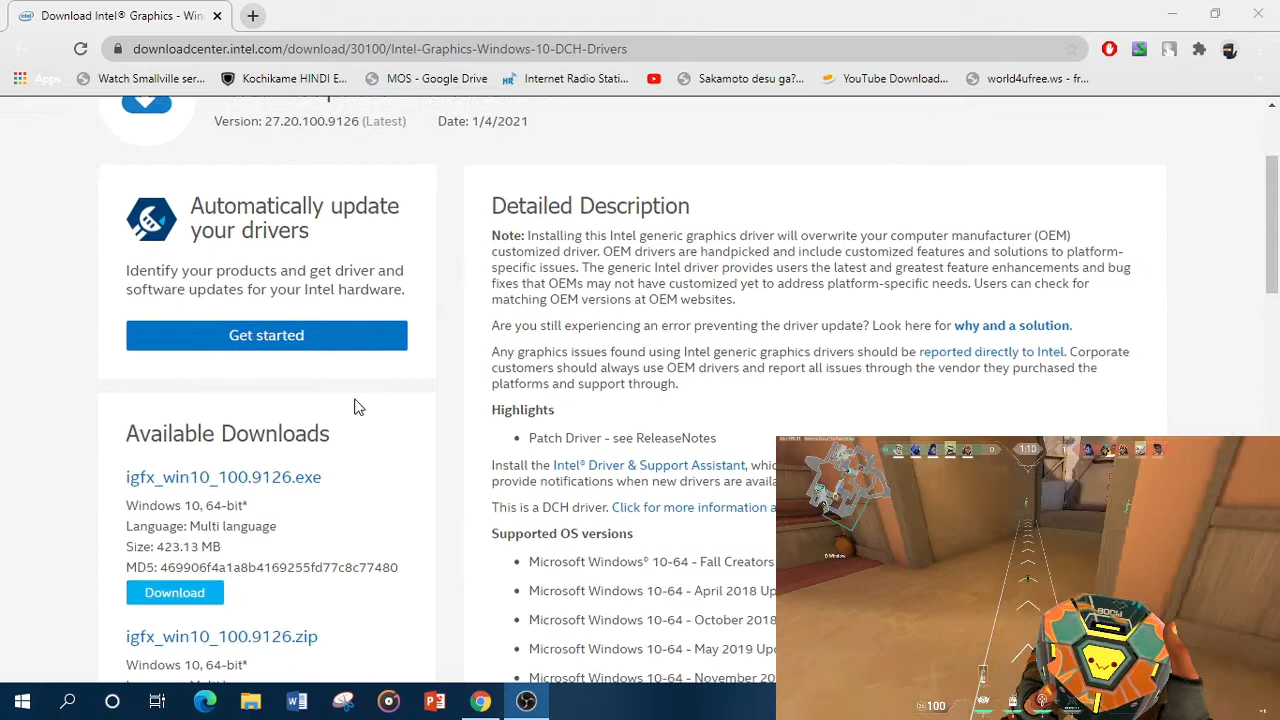 Download Intel® Graphics - Win
downloadcenter.intel.com/download/30100/Intel-Graphics-Windows-10-DCH-Drivers
Apps
Watch Smallville ser...
Kochikame HINDI E...
MOS - Google Drive
Internet Radio Stati...
Sakamoto desu ga?...
YouTube Download...
world4ufree.ws - fr...
Version: 27.20.100.9126 (Latest) Date: 1/4/2021
Automatically update
your drivers
Identify your products and get driver and
software updates for your Intel hardware.
Get started
Available Downloads
igfx_win10_100.9126.exe
Windows 10, 64-bit*
Language: Multi language
Size: 423.13 MB
MD5: 469906f4a1a8b4169255fd77c8c77480
Download
igfx_win10_100.9126.zip
Windows 10, 64-bit*
Detailed Description
Note: Installing this Intel generic graphics driver will overwrite your computer manufacturer (OEM)
customized driver. OEM drivers are handpicked and include customized features and solutions to platform-
specific issues. The generic Intel driver provides users the latest and greatest feature enhancements and bug
fixes that OEMs may not have customized yet to address platform-specific needs. Users can check for
matching OEM versions at OEM websites.
Are you still experiencing an error preventing the driver update? Look here for why and a solution.
Any graphics issues found using Intel generic graphics drivers should be reported directly to Intel. Corporate
customers should always use OEM drivers and report all issues through the vendor they purchased the
platforms and support through.
Highlights
Patch Driver - see ReleaseNotes
Install the Intel® Driver & Support Assistant, whic
provide notifications when new drivers are availa
This is a DCH driver. Click for more information a
Supported OS versions
Microsoft Windows® 10-64 - Fall Creators
Microsoft Windows 10-64 - April 2018 Up
Microsoft Windows 10-64 - October 2018
Microsoft Windows 10-64 - May 2019 Upd
Microsoft Windows 10-64 - November 20
0 1:10
B Window
100